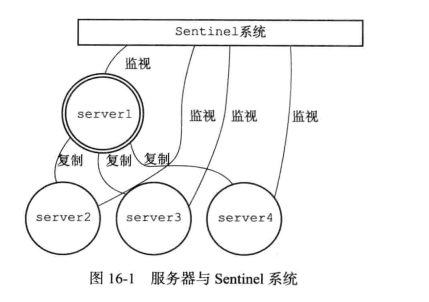 Sentinel系统
监视
server1
监视
监视
监视
复制
复制
复制
server2
server3
server4
图 16-1 服务器与 Sentinel 系统